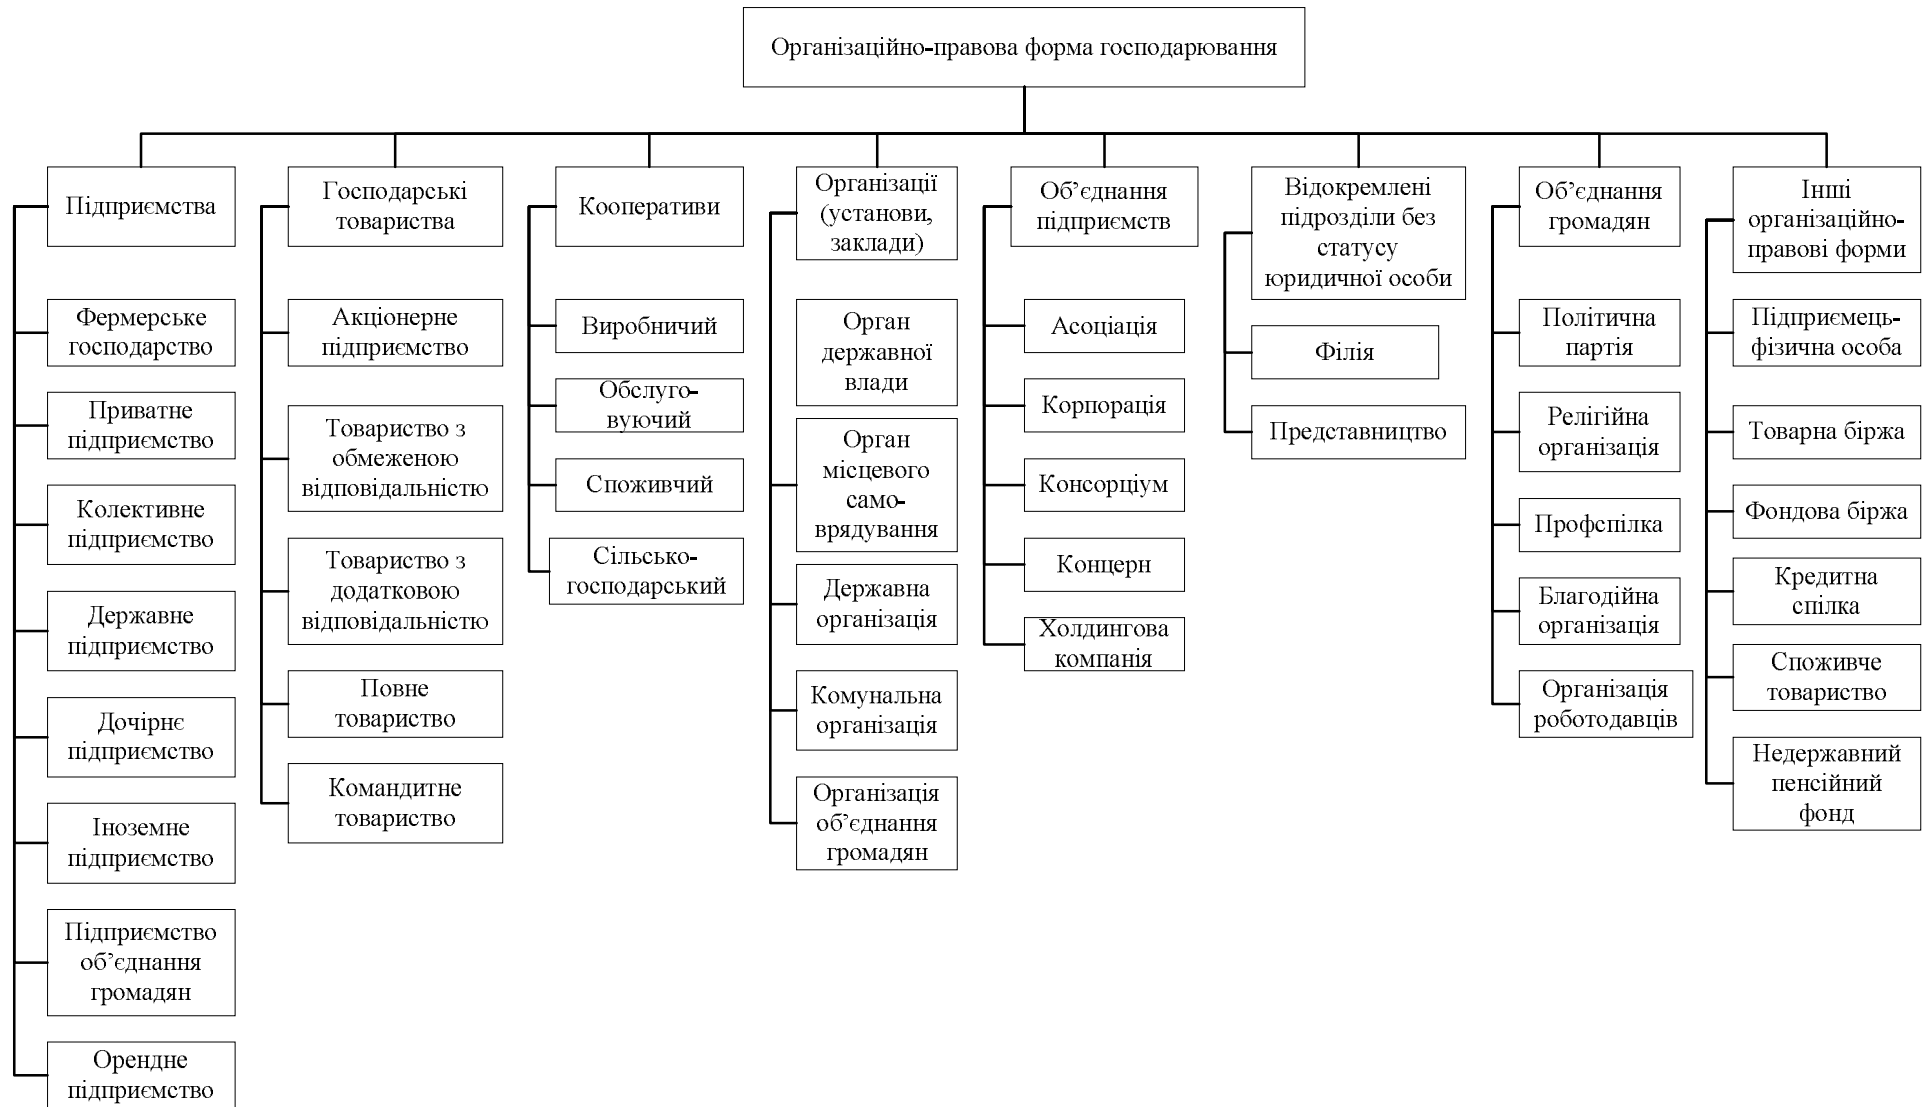 Організаційно-правова форма господарювання
Підприємства
Фермерське
господарство
Приватне
підприємство
Колективне
підприємство
Державне
підприємство
Дочірнє
підприємство
Іноземне
підприємство
Підприємство
об’єднання
громадян
Орендне
підприємство
Господарські
товариства
Акціонерне
підприємство
Товариство з
обмеженою
відповідальністю
Товариство з
додатковою
відповідальністю
Повне
товариство
Командитне
товариство
Кооперативи
Виробничий
Обслуго-
вуючий
Споживчий
Сільсько-
господарський
Організації
(установи,
заклади)
Орган
державної
влади
Орган
місцевого
само-
врядування
Державна
організація
Комунальна
організація
Організація
об’єднання
громадян
Об’єднання
підприємств
Асоціація
Корпорація
Консорціум
Концерн
Холдингова
компанія
Відокремлені
підрозділи без
статусу
юридичної особи
Філія
Представництво
Об’єднання
громадян
Політична
партія
Релігійна
організація
Профспілка
Благодійна
організація
Організація
роботодавців
Інші
організаційно-
правові форми
Підприємець-
фізична особа
Товарна біржа
Фондова біржа
Кредитна
спілка
Споживче
товариство
Недержавний
пенсійний
фонд